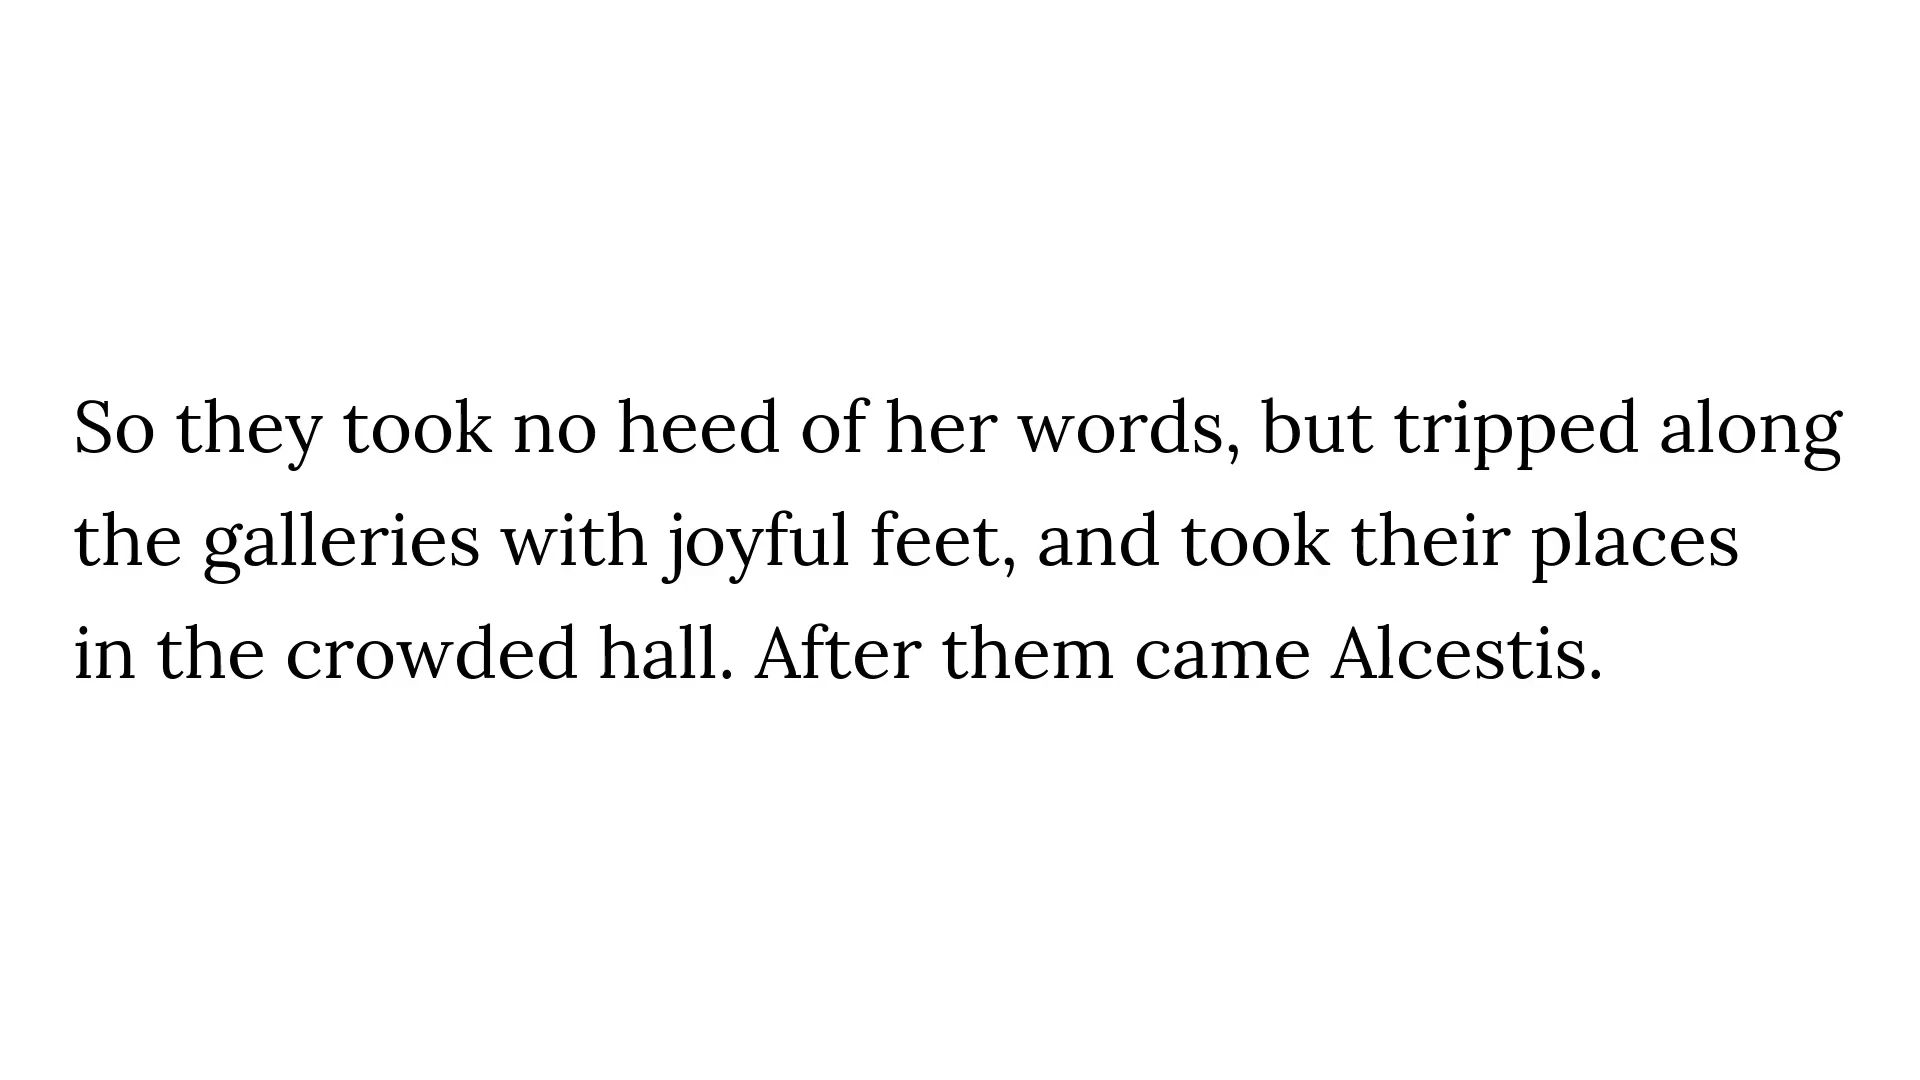 So they took no heed of her words, but tripped along
the galleries with joyful feet, and took their places
in the crowded hall. After them came Alcestis.